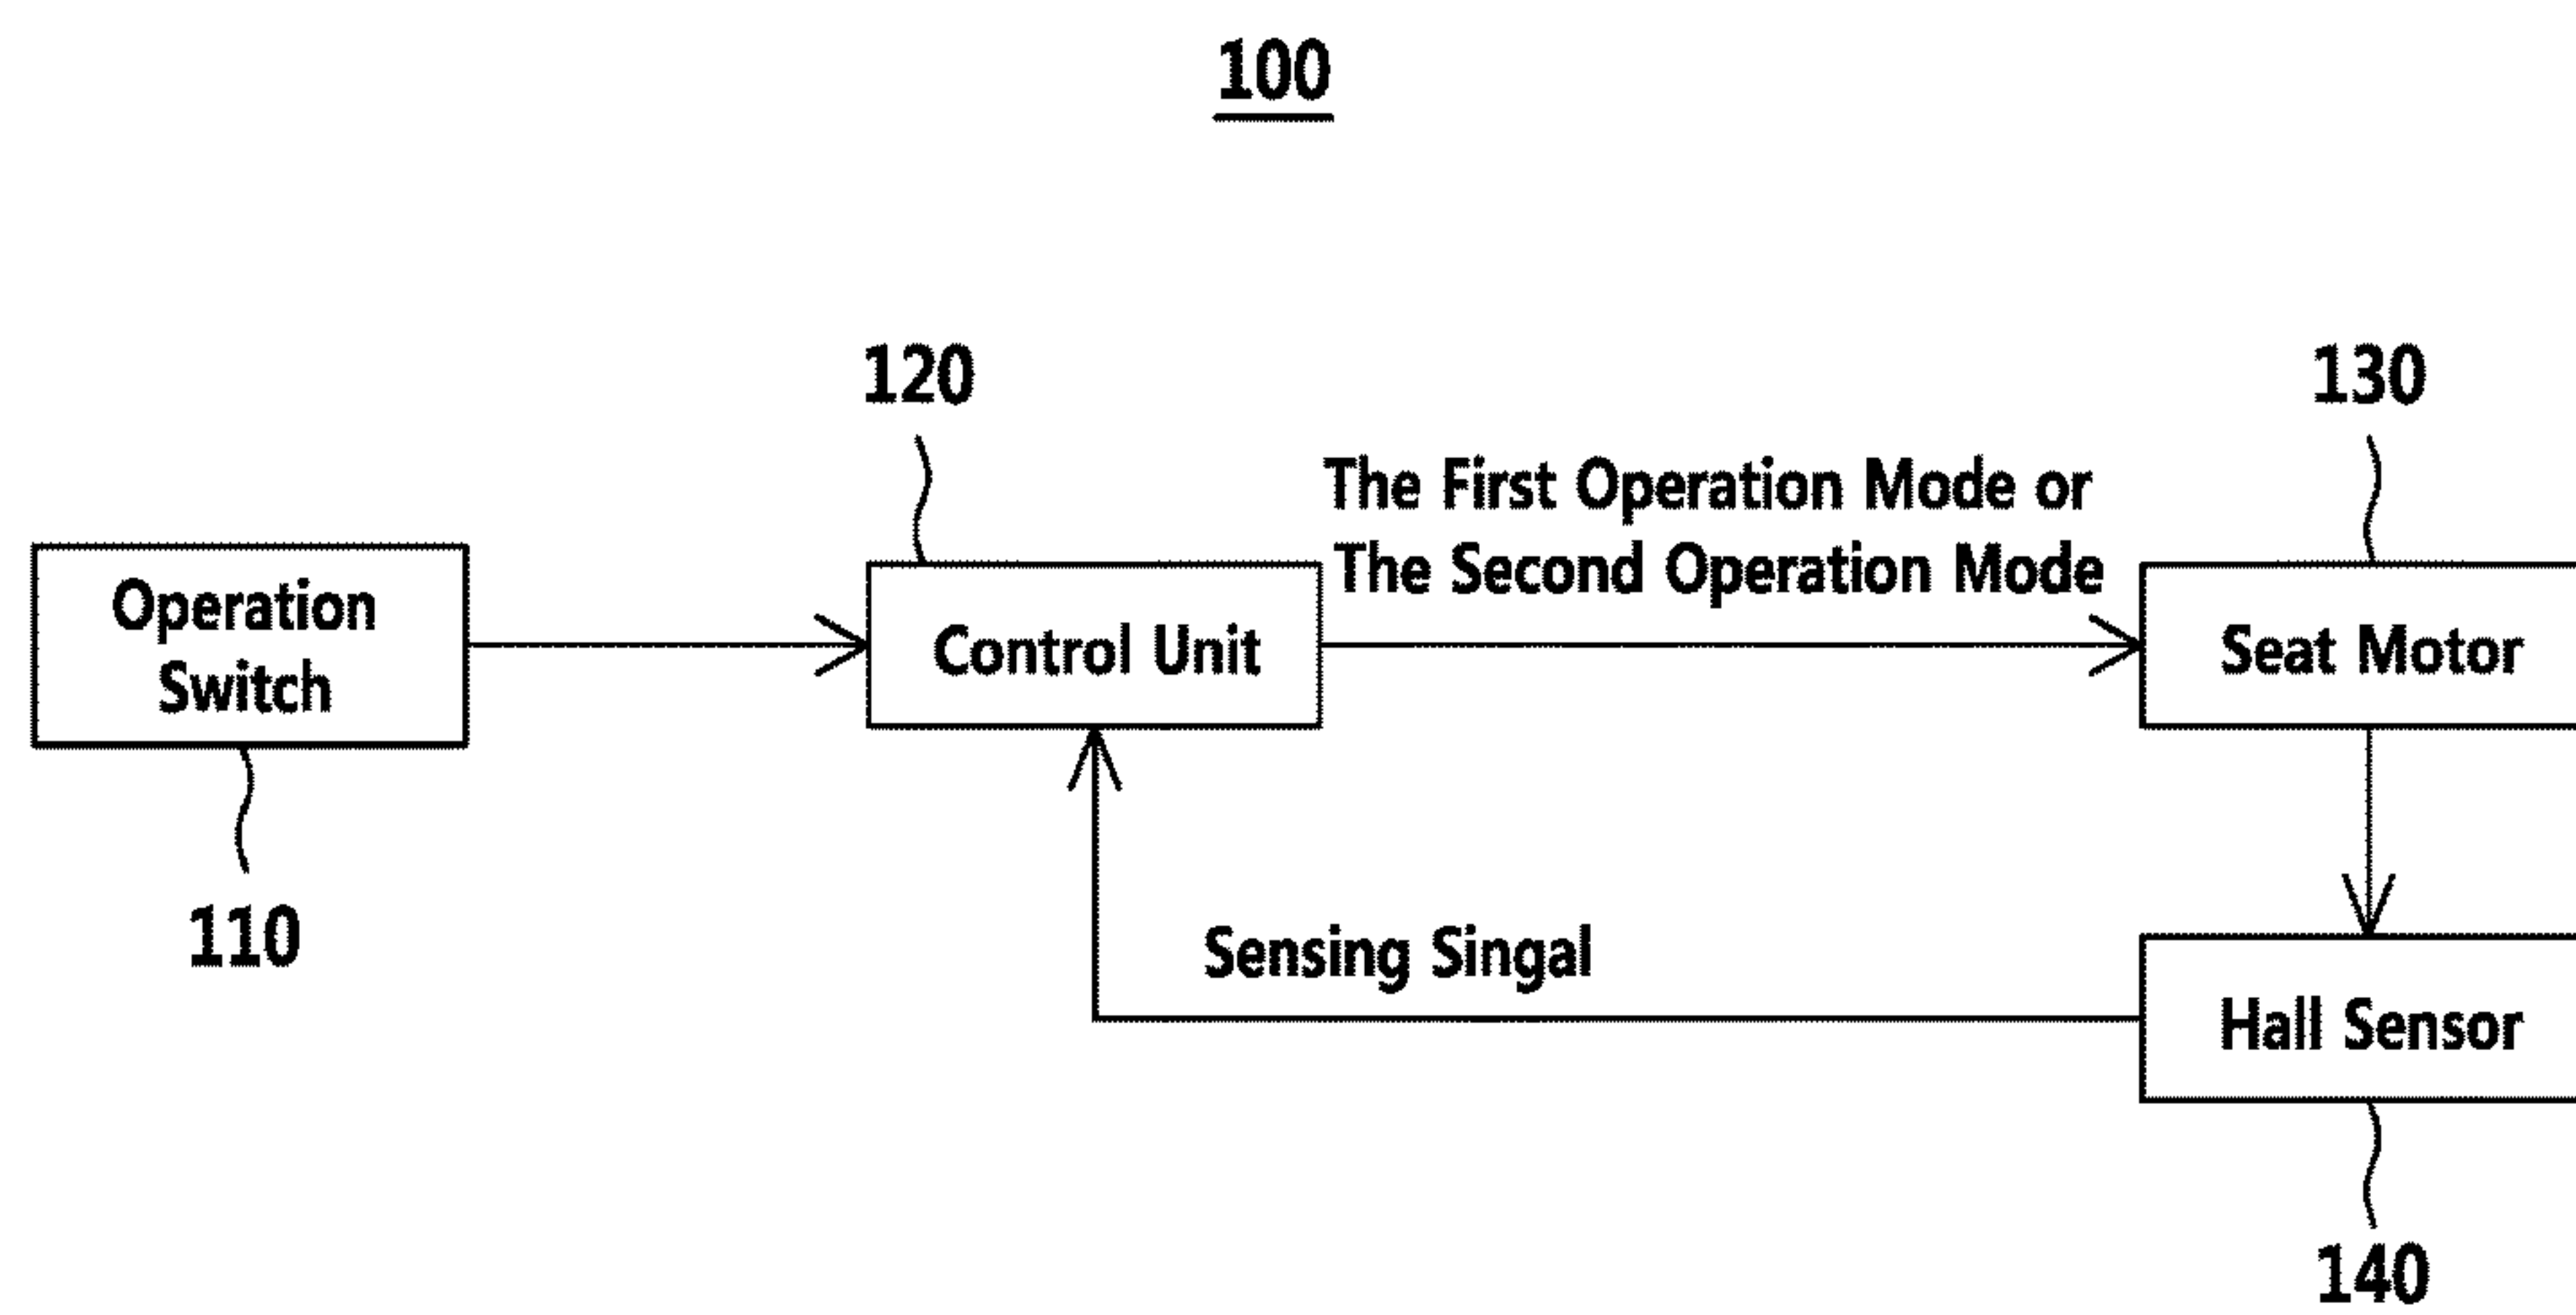 100
120
130
The First Operation Mode or
The Second Operation Mode
Operation
Switch
Control Unit
Seat Motor
110
Sensing Singal
Hall Sensor
140